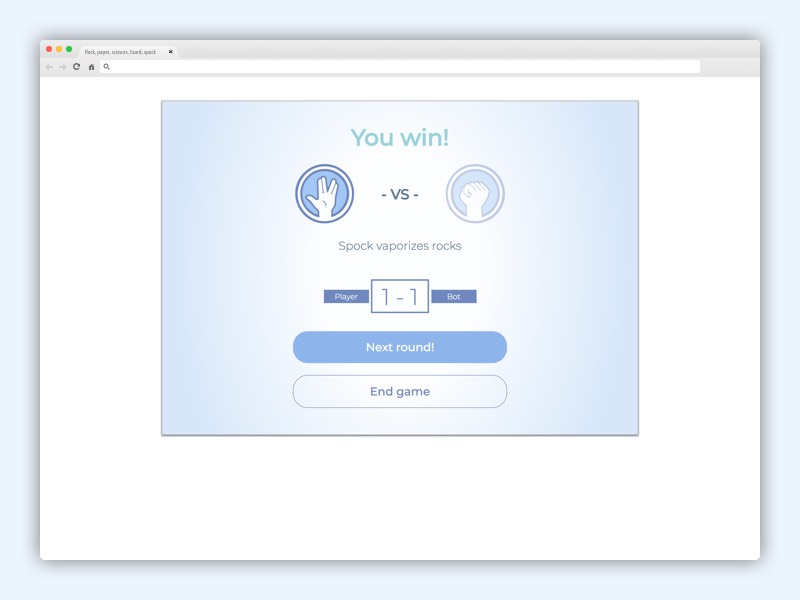 Rock, paper, scissors, lizard, spock
You win!
- VS -
Spock vaporizes rocks
Player 1 - 1 Bot
Next round!
End game